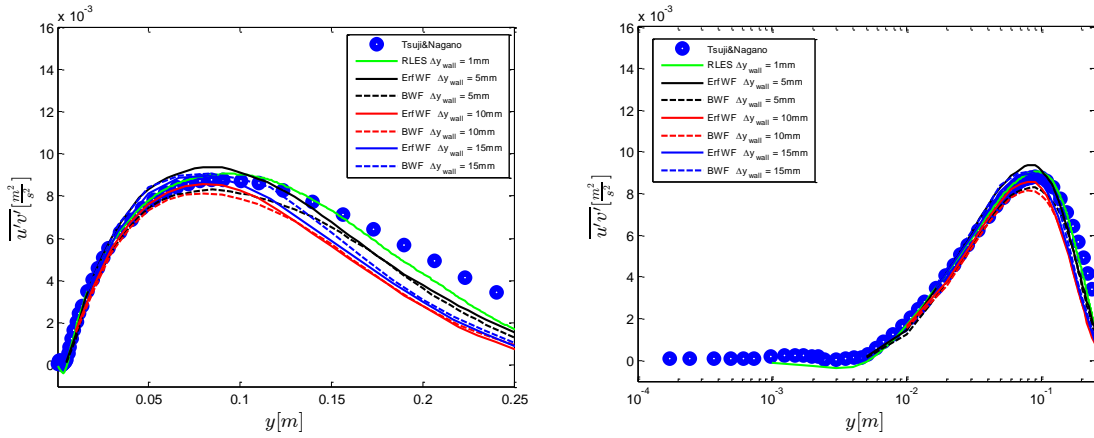 x 10⁻³
16
14
12
10
8
6
4
2
0
0.05
0.1
0.15
0.2
0.25
y[m]
u′v′[m²/s²]
Tsuji&Nagano
RLES Δy_wall = 1mm
ErfWF Δy_wall = 5mm
BWF Δy_wall = 5mm
ErfWF Δy_wall = 10mm
BWF Δy_wall = 10mm
ErfWF Δy_wall = 15mm
BWF Δy_wall = 15mm
x 10⁻³
16
14
12
10
8
6
4
2
0
10⁻⁴
10⁻³
10⁻²
10⁻¹
y[m]
u′v′[m²/s²]
Tsuji&Nagano
RLES Δy_wall = 1mm
ErfWF Δy_wall = 5mm
BWF Δy_wall = 5mm
ErfWF Δy_wall = 10mm
BWF Δy_wall = 10mm
ErfWF Δy_wall = 15mm
BWF Δy_wall = 15mm